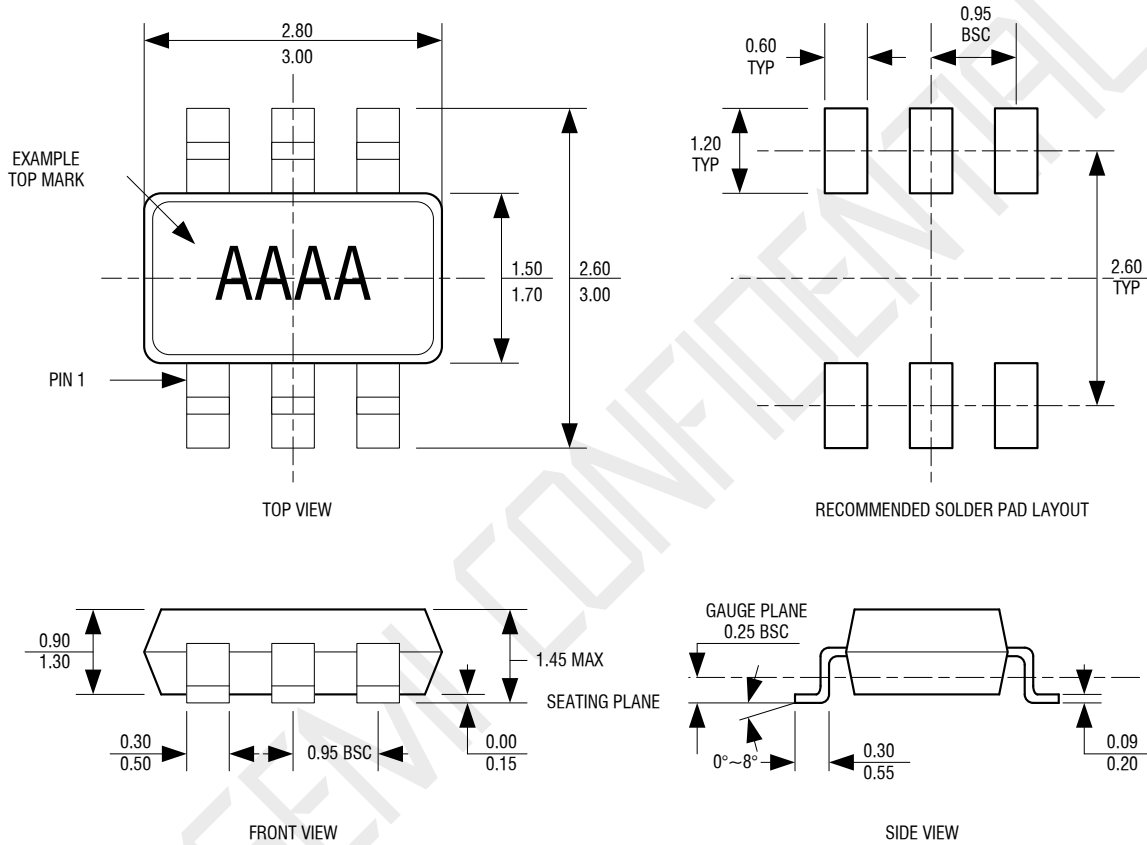 2.80
3.00
EXAMPLE
TOP MARK
AAAA
1.50
1.70
2.60
3.00
PIN 1
TOP VIEW
0.60
TYP
0.95
BSC
1.20
TYP
2.60
TYP
RECOMMENDED SOLDER PAD LAYOUT
0.90
1.30
1.45 MAX
SEATING PLANE
0.30
0.50
0.95 BSC
0.00
0.15
FRONT VIEW
GAUGE PLANE
0.25 BSC
0°~8°
0.30
0.55
0.09
0.20
SIDE VIEW
EMI CONFIDENTIAL